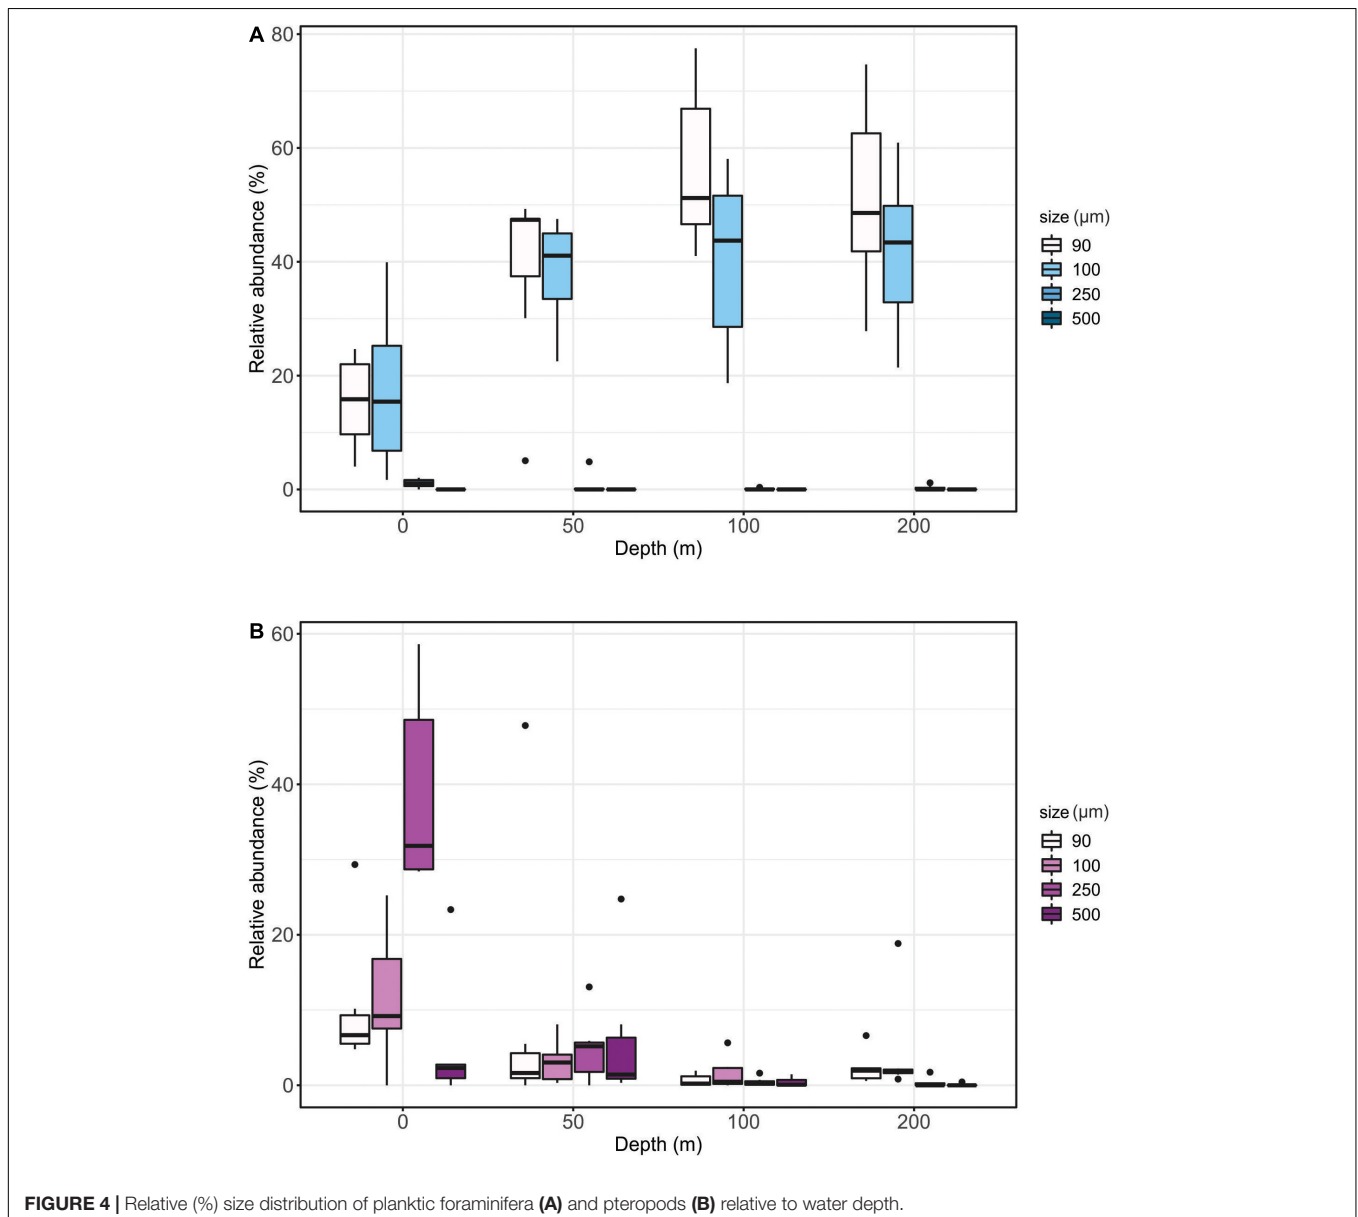 A
80
60
40
20
0
Relative abundance (%)
0 50 100 200
Depth (m)
size (µm)
90
100
250
500
B
60
40
20
0
Relative abundance (%)
0 50 100 200
Depth (m)
size (µm)
90
100
250
500
FIGURE 4 | Relative (%) size distribution of planktic foraminifera (A) and pteropods (B) relative to water depth.